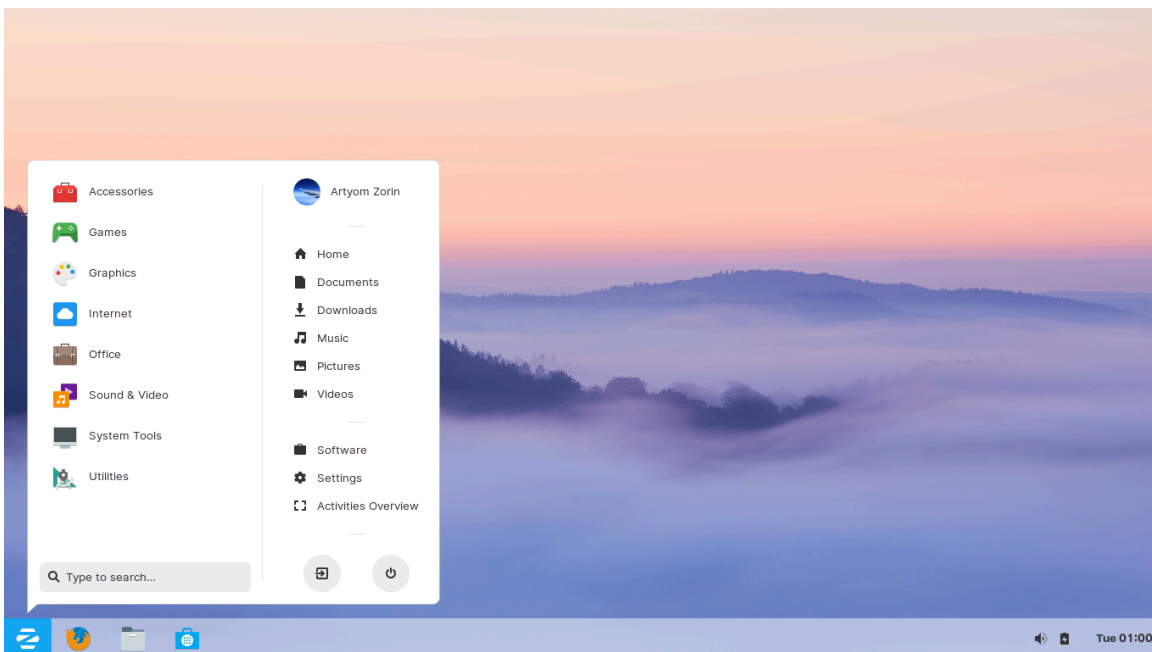 Accessories
Games
Graphics
Internet
Office
Sound & Video
System Tools
Utilities
Type to search...
Artyom Zorin
Home
Documents
Downloads
Music
Pictures
Videos
Software
Settings
Activities Overview
Tue 01:00